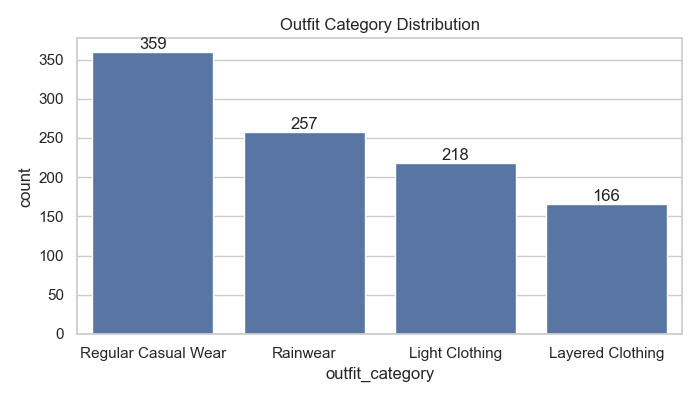 Outfit Category Distribution
359
257
218
166
350
300
250
200
150
100
50
0
count
Regular Casual Wear
Rainwear
Light Clothing
Layered Clothing
outfit_category